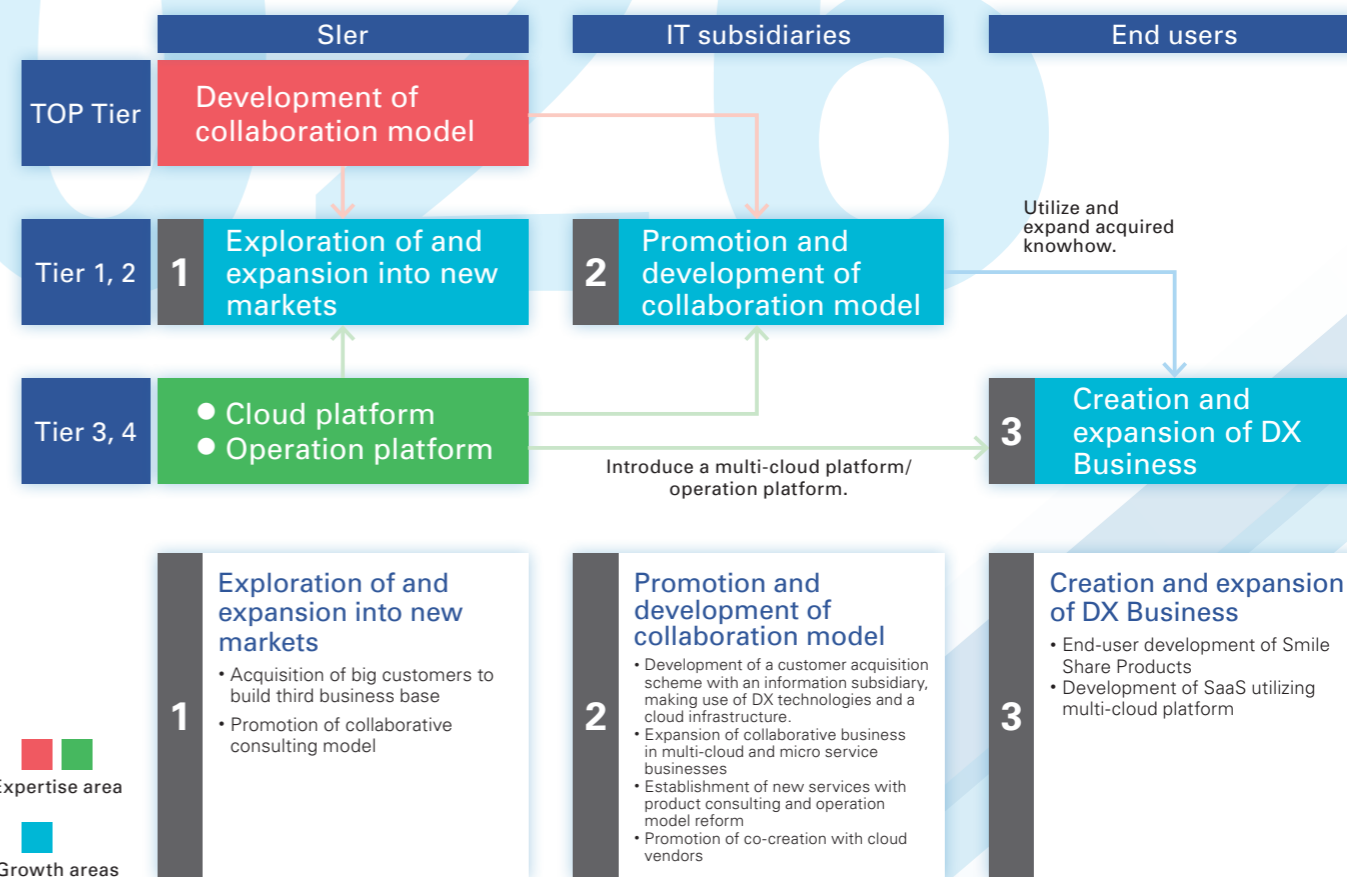 SIer
IT subsidiaries
End users
TOP Tier
Development of
collaboration model
Tier 1, 2
1
Exploration of and
expansion into new
markets
2
Promotion and
development of
collaboration model
Utilize and
expand acquired
knowhow.
Tier 3, 4
• Cloud platform
• Operation platform
Introduce a multi-cloud platform/
operation platform.
3
Creation and
expansion of DX
Business
1
Exploration of and
expansion into new
markets
• Acquisition of big customers to
build third business base
• Promotion of collaborative
consulting model
2
Promotion and
development of
collaboration model
• Development of a customer acquisition
scheme with an information subsidiary,
making use of DX technologies and a
cloud infrastructure.
• Expansion of collaborative business
in multi-cloud and micro service
businesses
• Establishment of new services with
product consulting and operation
model reform
• Promotion of co-creation with cloud
vendors
3
Creation and expansion
of DX Business
• End-user development of Smile
Share Products
• Development of SaaS utilizing
multi-cloud platform
Expertise area
Growth areas